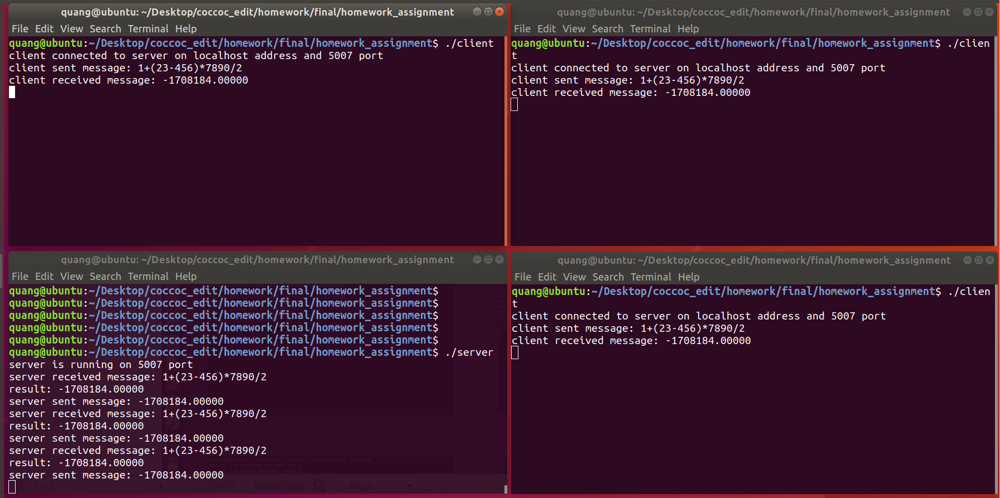 quang@ubuntu: ~/Desktop/coccoc_edit/homework/final/homework_assignment
File Edit View Search Terminal Help
quang@ubuntu:~/Desktop/coccoc_edit/homework/final/homework_assignment$ ./client
client connected to server on localhost address and 5007 port
client sent message: 1+(23-456)*7890/2
client received message: -1708184.00000
quang@ubuntu: ~/Desktop/coccoc_edit/homework/final/homework_assignment
File Edit View Search Terminal Help
quang@ubuntu:~/Desktop/coccoc_edit/homework/final/homework_assignment$ ./clien
t
client connected to server on localhost address and 5007 port
client sent message: 1+(23-456)*7890/2
client received message: -1708184.00000
quang@ubuntu: ~/Desktop/coccoc_edit/homework/final/homework_assignment
File Edit View Search Terminal Help
quang@ubuntu:~/Desktop/coccoc_edit/homework/final/homework_assignment$
quang@ubuntu:~/Desktop/coccoc_edit/homework/final/homework_assignment$
quang@ubuntu:~/Desktop/coccoc_edit/homework/final/homework_assignment$
quang@ubuntu:~/Desktop/coccoc_edit/homework/final/homework_assignment$
quang@ubuntu:~/Desktop/coccoc_edit/homework/final/homework_assignment$
quang@ubuntu:~/Desktop/coccoc_edit/homework/final/homework_assignment$ ./server
server is running on 5007 port
server received message: 1+(23-456)*7890/2
result: -1708184.00000
server sent message: -1708184.00000
server received message: 1+(23-456)*7890/2
result: -1708184.00000
server sent message: -1708184.00000
server received message: 1+(23-456)*7890/2
result: -1708184.00000
server sent message: -1708184.00000
Find Match Case Page
quang@ubuntu: ~/Desktop/coccoc_edit/homework/final/homework_assignment
File Edit View Search Terminal Help
quang@ubuntu:~/Desktop/coccoc_edit/homework/final/homework_assignment$ ./clien
t
client connected to server on localhost address and 5007 port
client sent message: 1+(23-456)*7890/2
client received message: -1708184.00000